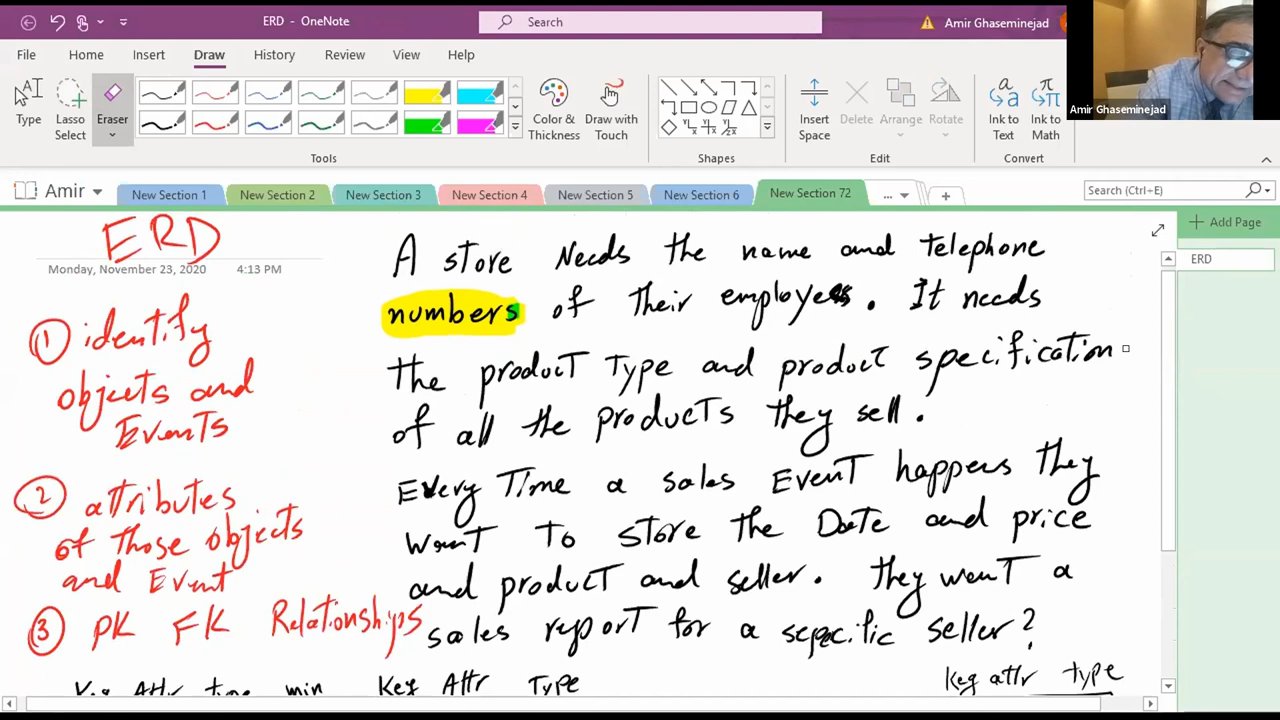 ERD - OneNote
Search
Amir Ghaseminejad
File Home Insert Draw History Review View Help
Type
Lasso Select
Eraser
Color & Thickness
Draw with Touch
Insert Space
Delete
Arrange
Rotate
Ink to Text
Ink to Math
Tools
Shapes
Edit
Convert
Amir Ghaseminejad
Amir
New Section 1
New Section 2
New Section 3
New Section 4
New Section 5
New Section 6
New Section 72
...
Search (Ctrl+E)
Add Page
ERD
ERD
Monday, November 23, 2020 4:13 PM
① identify
objects and
Events
② attributes
of those objects
and Event
③ PK FK Relationships
A store Needs the name and telephone
numbers of their employees. It needs
the product Type and product specification
of all the products they sell.
Every Time a sales Event happens they
want To store the Date and price
and product and seller. They want a
sales report for a sepecific seller?
Key Attr type min
Key Attr Type
Key attr type